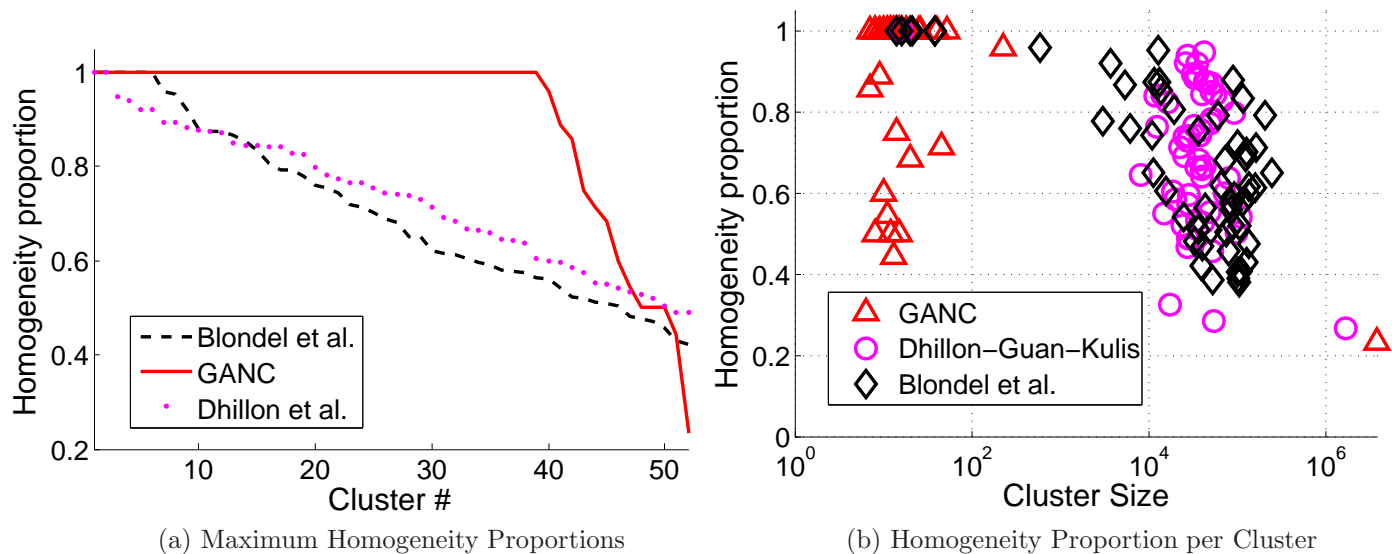 Homogeneity proportion
1
0.8
0.6
0.4
0.2
10
20
30
40
50
Cluster #
Blondel et al.
GANC
Dhillon et al.
(a) Maximum Homogeneity Proportions
Homogeneity proportion
1
0.8
0.6
0.4
0.2
0
10^0
10^2
10^4
10^6
Cluster Size
GANC
Dhillon−Guan−Kulis
Blondel et al.
(b) Homogeneity Proportion per Cluster